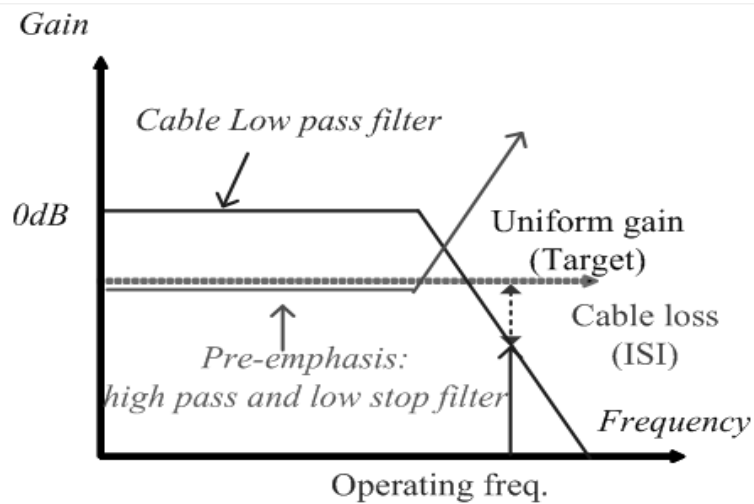 Gain
Cable Low pass filter
0dB
Uniform gain
(Target)
Cable loss
(ISI)
Pre-emphasis:
high pass and low stop filter
Frequency
Operating freq.